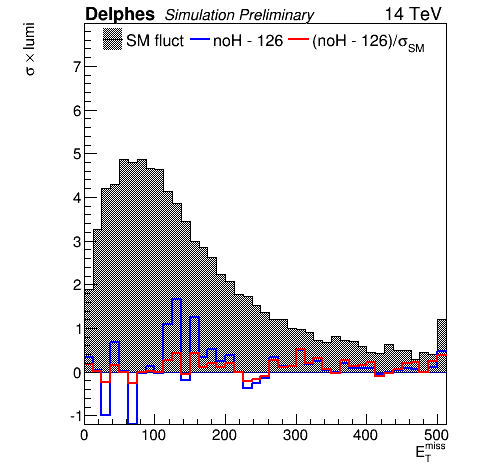 Delphes Simulation Preliminary 14 TeV
σ × lumi
SM fluct noH - 126 (noH - 126)/σ_SM
7
6
5
4
3
2
1
0
-1
0 100 200 300 400 500
E_T^miss